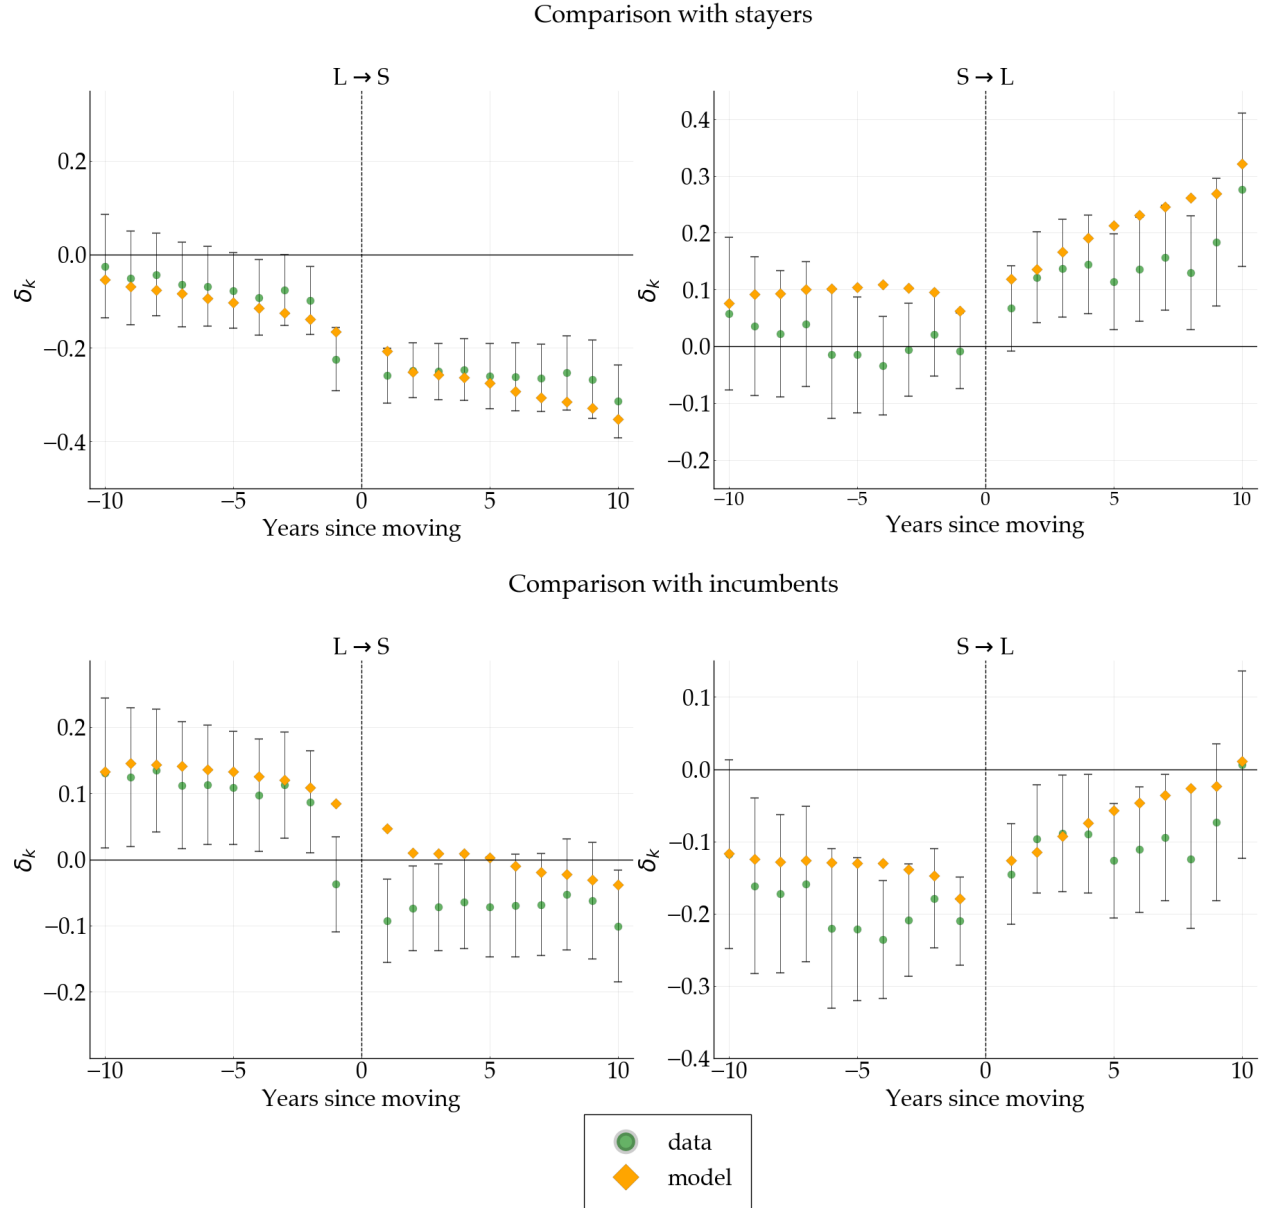 Comparison with stayers
L → S
S → L
0.2
0.0
−0.2
−0.4
δk
−10
−5
0
5
10
Years since moving
0.4
0.3
0.2
0.1
0.0
−0.1
−0.2
δk
−10
−5
0
5
10
Years since moving
Comparison with incumbents
L → S
S → L
0.2
0.1
0.0
−0.1
−0.2
δk
−10
−5
0
5
10
Years since moving
0.1
0.0
−0.1
−0.2
−0.3
−0.4
δk
−10
−5
0
5
10
Years since moving
data
model